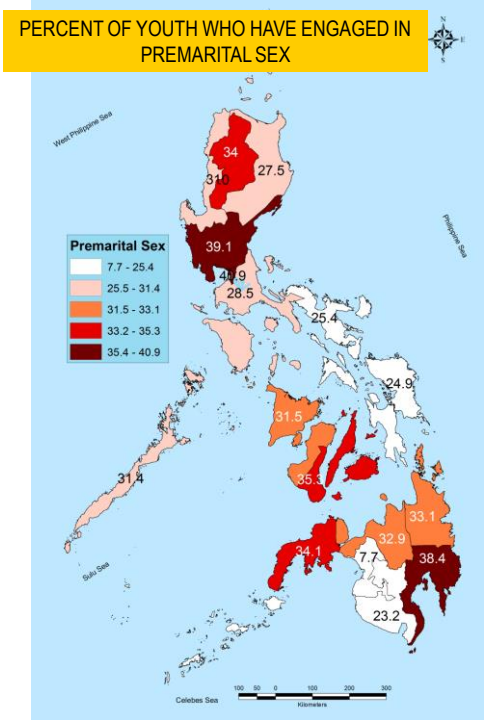 PERCENT OF YOUTH WHO HAVE ENGAGED IN
PREMARITAL SEX
N
E
S
West Philippine Sea
Philippine Sea
34
27.5
310
39.1
40.9
28.5
Premarital Sex
7.7 - 25.4
25.5 - 31.4
31.5 - 33.1
33.2 - 35.3
35.4 - 40.9
25.4
24.9
31.5
35.3
31.4
33.1
32.9
34.1
7.7
38.4
23.2
Sulu Sea
Celebes Sea
100 50 0 100 200 300
Kilometers